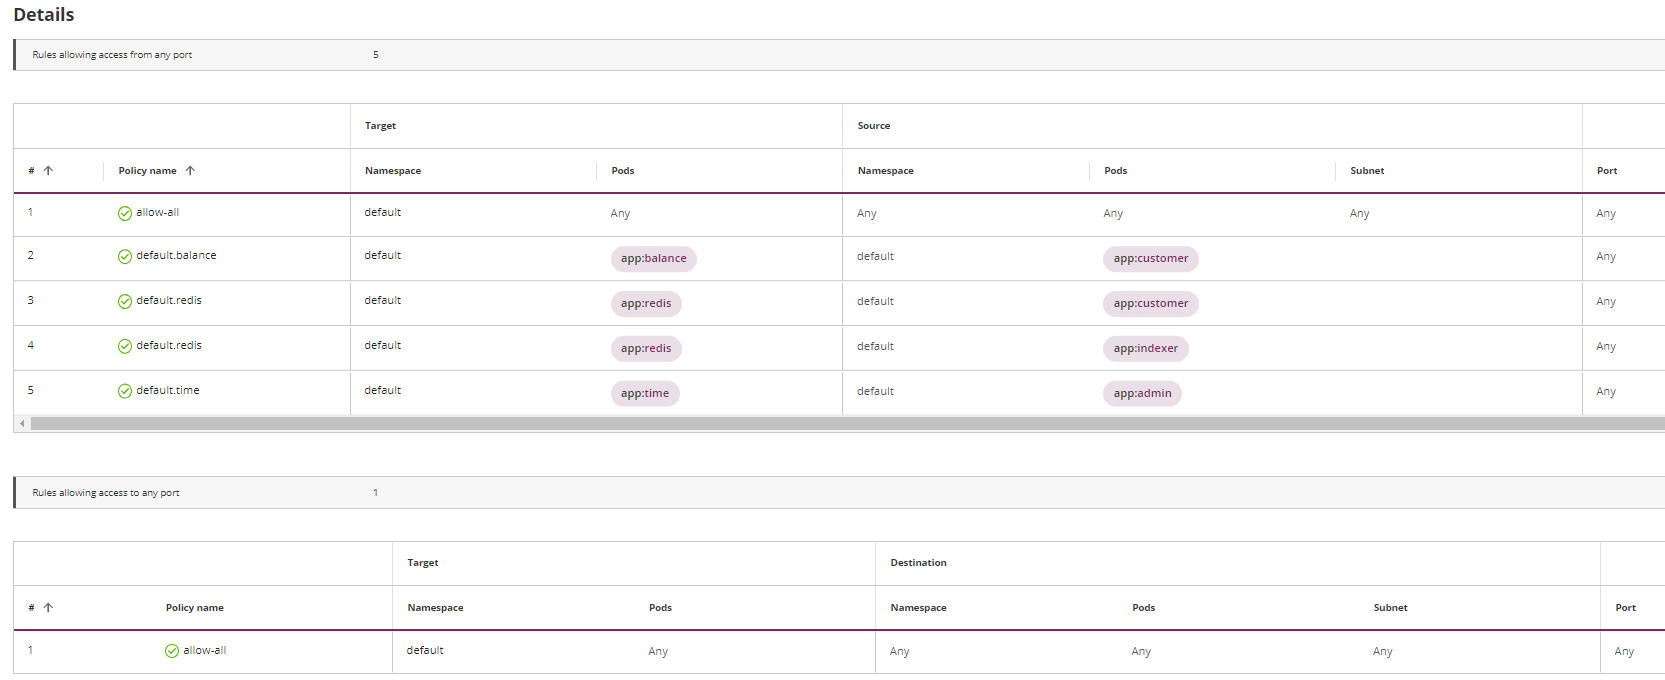 Details
Rules allowing access from any port 5
Target Source
# Policy name Namespace Pods Namespace Pods Subnet Port
1 allow-all default Any Any Any Any Any
2 default.balance default app:balance default app:customer Any
3 default.redis default app:redis default app:customer Any
4 default.redis default app:redis default app:indexer Any
5 default.time default app:time default app:admin Any
Rules allowing access to any port 1
Target Destination
# Policy name Namespace Pods Namespace Pods Subnet Port
1 allow-all default Any Any Any Any Any